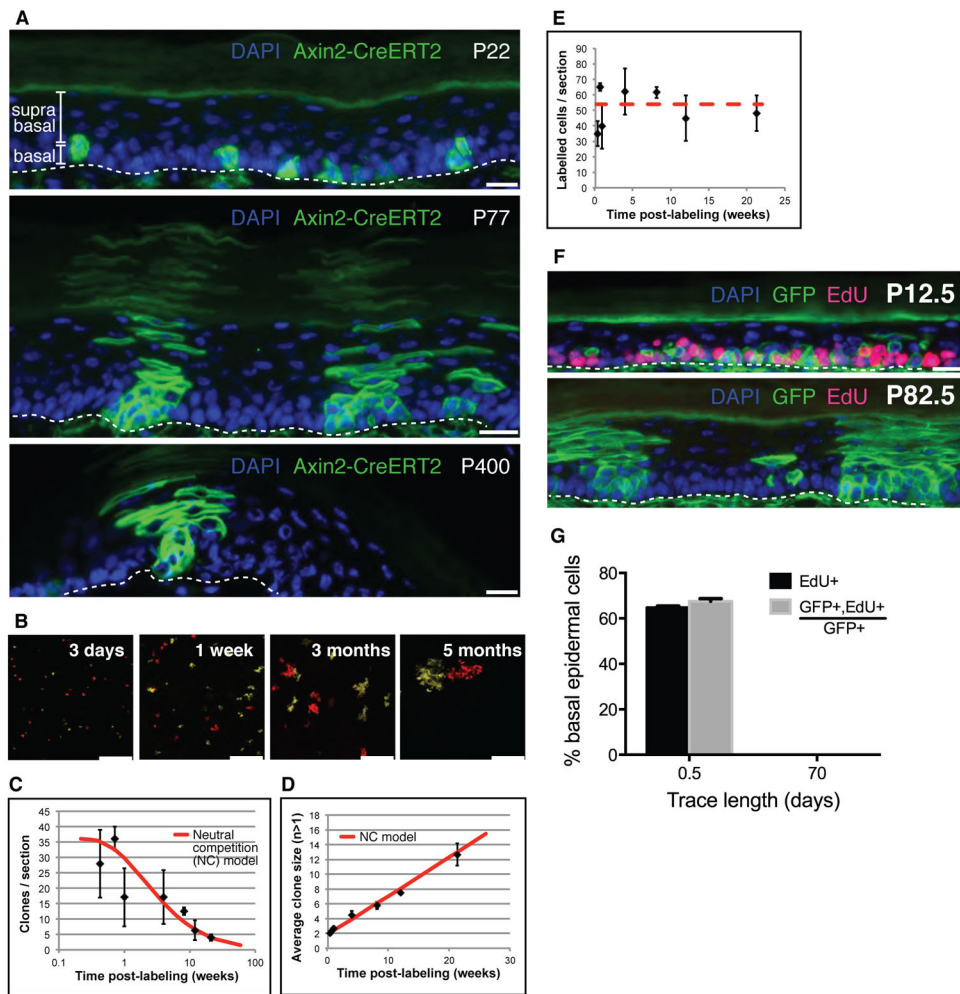 A
DAPI Axin2-CreERT2 P22
supra
basal
basal
DAPI Axin2-CreERT2 P77
DAPI Axin2-CreERT2 P400
B
3 days
1 week
3 months
5 months
C
Clones / section
45
40
35
30
25
20
15
10
5
0
0.1 1 10 100
Time post-labeling (weeks)
Neutral
competition
(NC) model
D
Average clone size (n>1)
18
16
14
12
10
8
6
4
2
0
0 10 20 30
Time post-labeling (weeks)
NC model
E
Labelled cells / section
90
80
70
60
50
40
30
20
10
0
0 5 10 15 20 25
Time post-labeling (weeks)
F
DAPI GFP EdU P12.5
DAPI GFP EdU P82.5
G
% basal epidermal cells
80
60
40
20
0
0.5 70
Trace length (days)
EdU+
GFP+,EdU+
GFP+